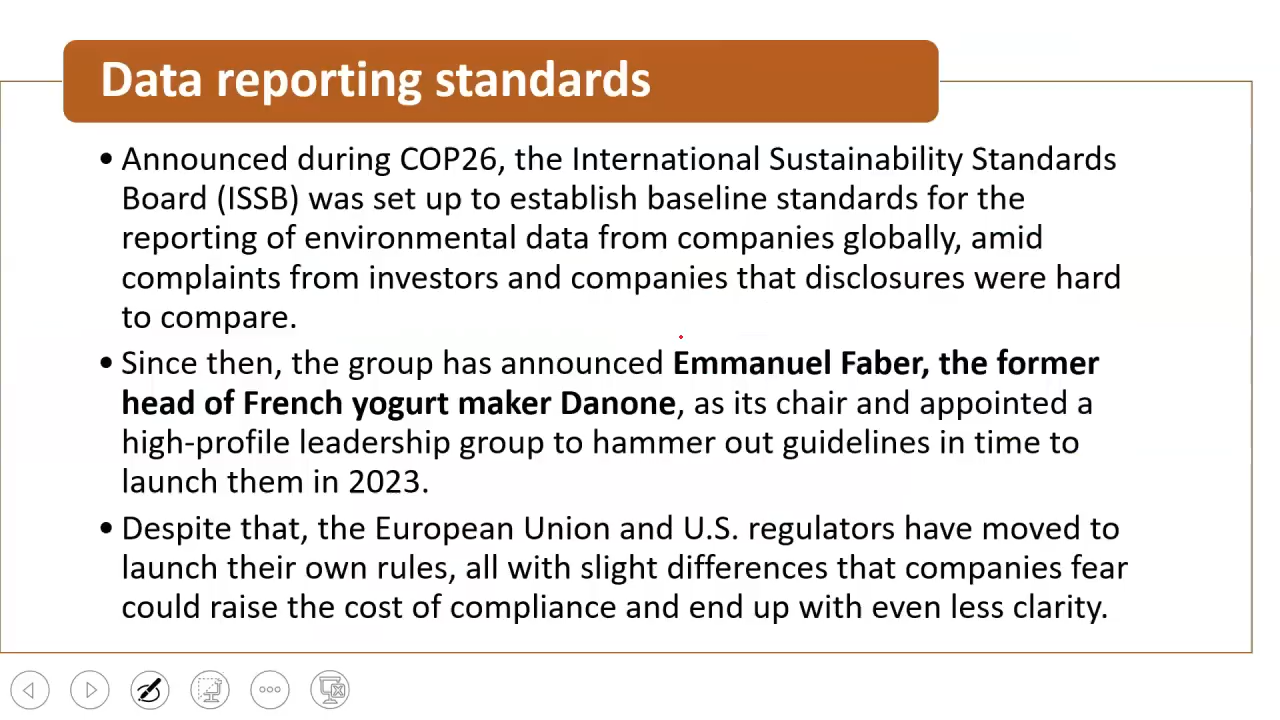 Data reporting standards
• Announced during COP26, the International Sustainability Standards
Board (ISSB) was set up to establish baseline standards for the
reporting of environmental data from companies globally, amid
complaints from investors and companies that disclosures were hard
to compare.
• Since then, the group has announced Emmanuel Faber, the former
head of French yogurt maker Danone, as its chair and appointed a
high-profile leadership group to hammer out guidelines in time to
launch them in 2023.
• Despite that, the European Union and U.S. regulators have moved to
launch their own rules, all with slight differences that companies fear
could raise the cost of compliance and end up with even less clarity.